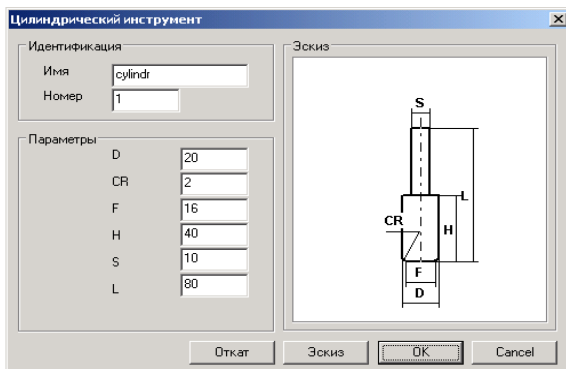 Цилиндрический инструмент
Идентификация
Имя cylindr
Номер 1
Параметры
D 20
CR 2
F 16
H 40
S 10
L 80
Эскиз
S
L
CR
H
F
D
Откат Эскиз OK Cancel